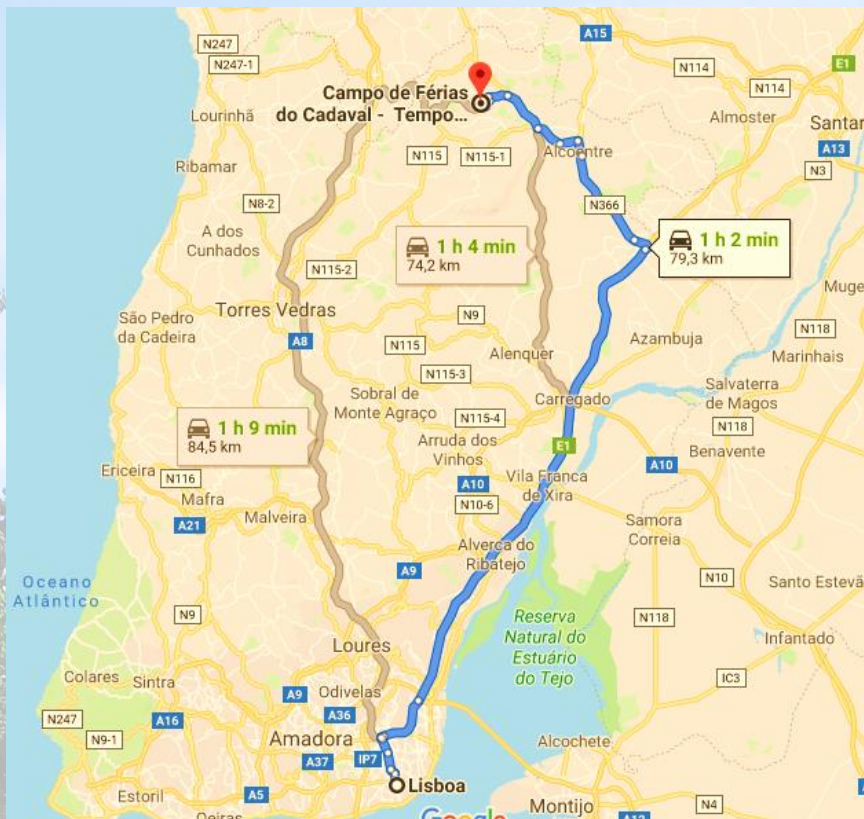 N247
A15
N247-1
N114
E1
N114
Campo de Férias
do Cadaval - Tempo...
Lourinhã
Almoster
Santar
A13
N115
N115-1
Alcoentre
N3
Ribamar
N8-2
N366
A dos
Cunhados
1 h 4 min
74,2 km
1 h 2 min
79,3 km
N115-2
Muge
Torres Vedras
N9
São Pedro
da Cadeira
A8
N115
Alenquer
Azambuja
N118
Marinhais
N115-3
Sobral de
Monte Agraço
Carregado
Salvaterra
de Magos
1 h 9 min
84,5 km
N115-4
Arruda dos
Vinhos
E1
N118
Benavente
Ericeira
N116
A10
Vila Franca
de Xira
A10
Mafra
N10-6
A21
Malveira
Samora
Correia
Alverca do
Ribatejo
A9
N10
Oceano
Atlântico
Santo Estevã
N9
Reserva
Natural do
Estuário
do Tejo
N118
Infantado
Loures
Colares
Sintra
A9
Odivelas
IC3
N247
A16
A36
N9-1
Amadora
Alcochete
A37
IP7
Lisboa
Estoril
A5
Oeiras
Google
Montijo
N4
A12